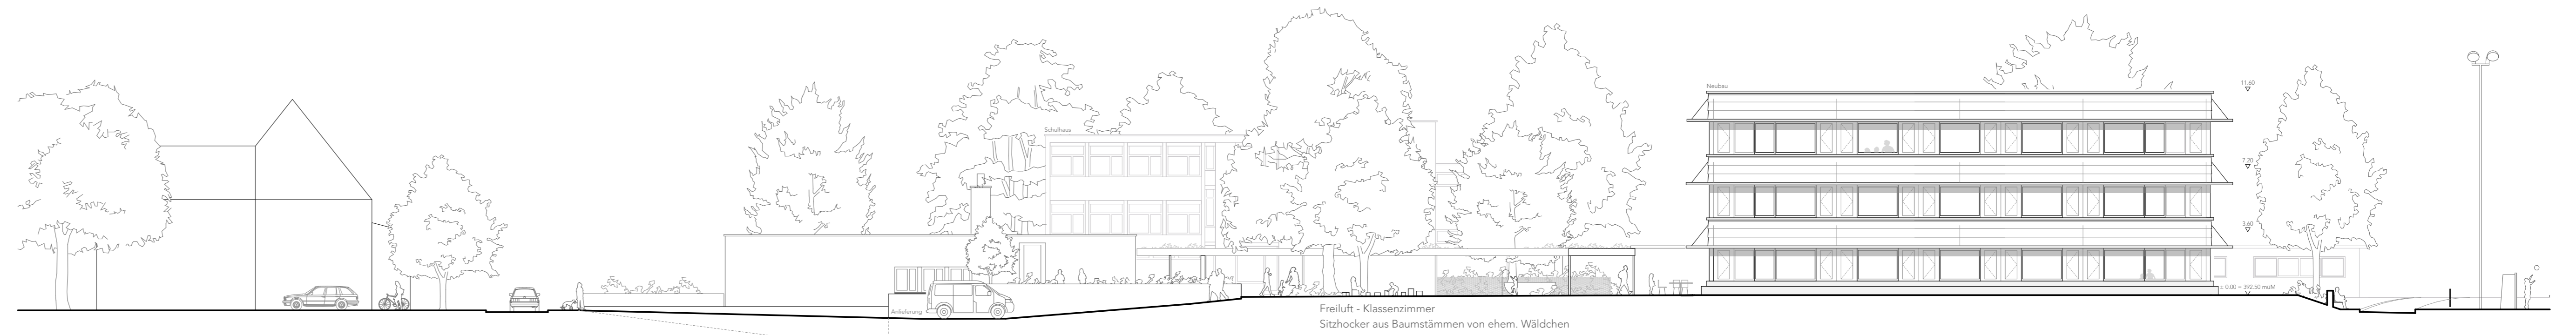 Neubau
11.60
Schulhaus
7.20
3.60
± 0.00 = 392.50 müM
Anlieferung
Freiluft - Klassenzimmer
Sitzhocker aus Baumstämmen von ehem. Wäldchen